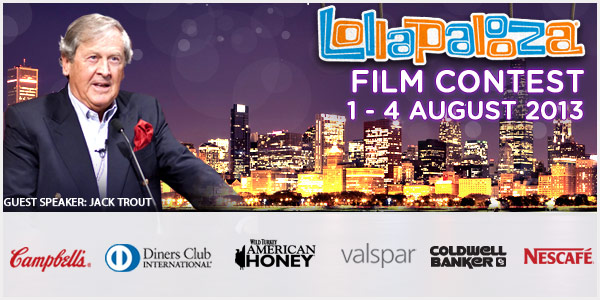 Lollapalooza
FILM CONTEST
1 - 4 AUGUST 2013
GUEST SPEAKER: JACK TROUT
Campbell's
Diners Club
INTERNATIONAL
WILD TURKEY
AMERICAN
HONEY
valspar
COLDWELL
BANKER
NESCAFÉ